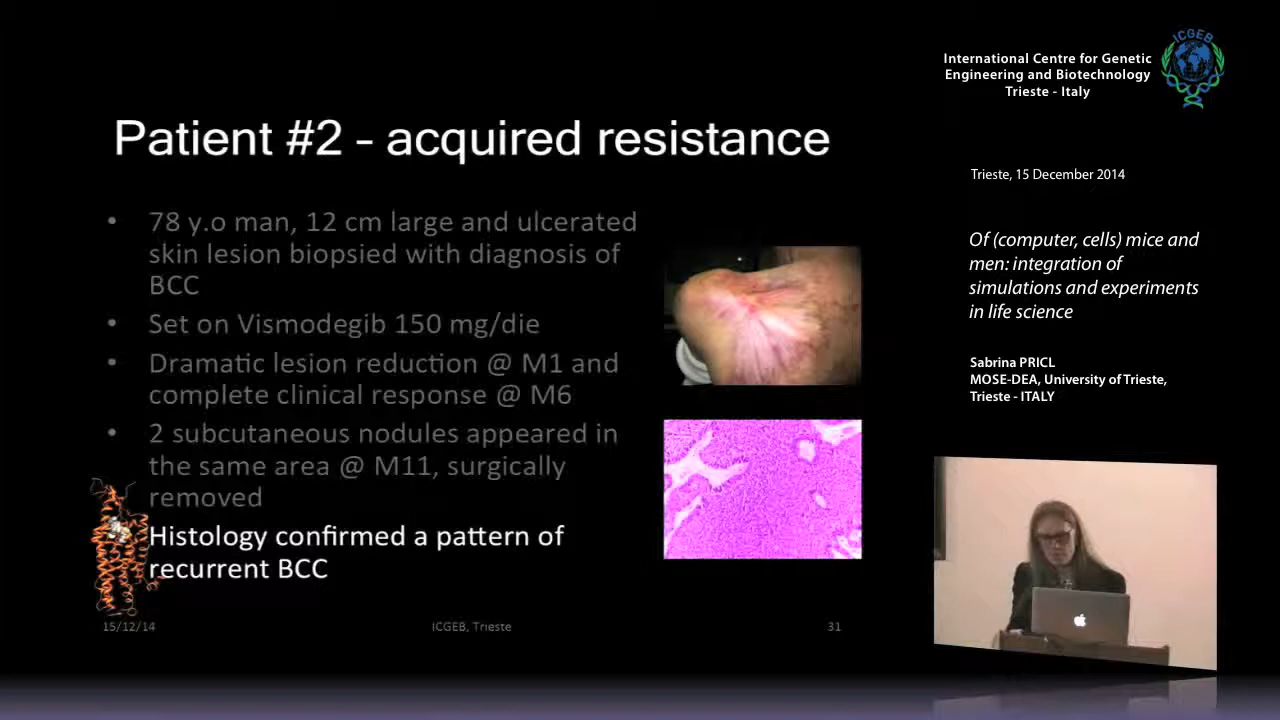 Patient #2 – acquired resistance
• 78 y.o man, 12 cm large and ulcerated
skin lesion biopsied with diagnosis of
BCC
• Set on Vismodegib 150 mg/die
• Dramatic lesion reduction @ M1 and
complete clinical response @ M6
• 2 subcutaneous nodules appeared in
the same area @ M11, surgically
removed
Histology confirmed a pattern of
recurrent BCC
15/12/14
ICGEB, Trieste
31
International Centre for Genetic
Engineering and Biotechnology
Trieste - Italy
ICGEB
Trieste, 15 December 2014
Of (computer, cells) mice and
men: integration of
simulations and experiments
in life science
Sabrina PRICL
MOSE-DEA, University of Trieste,
Trieste - ITALY